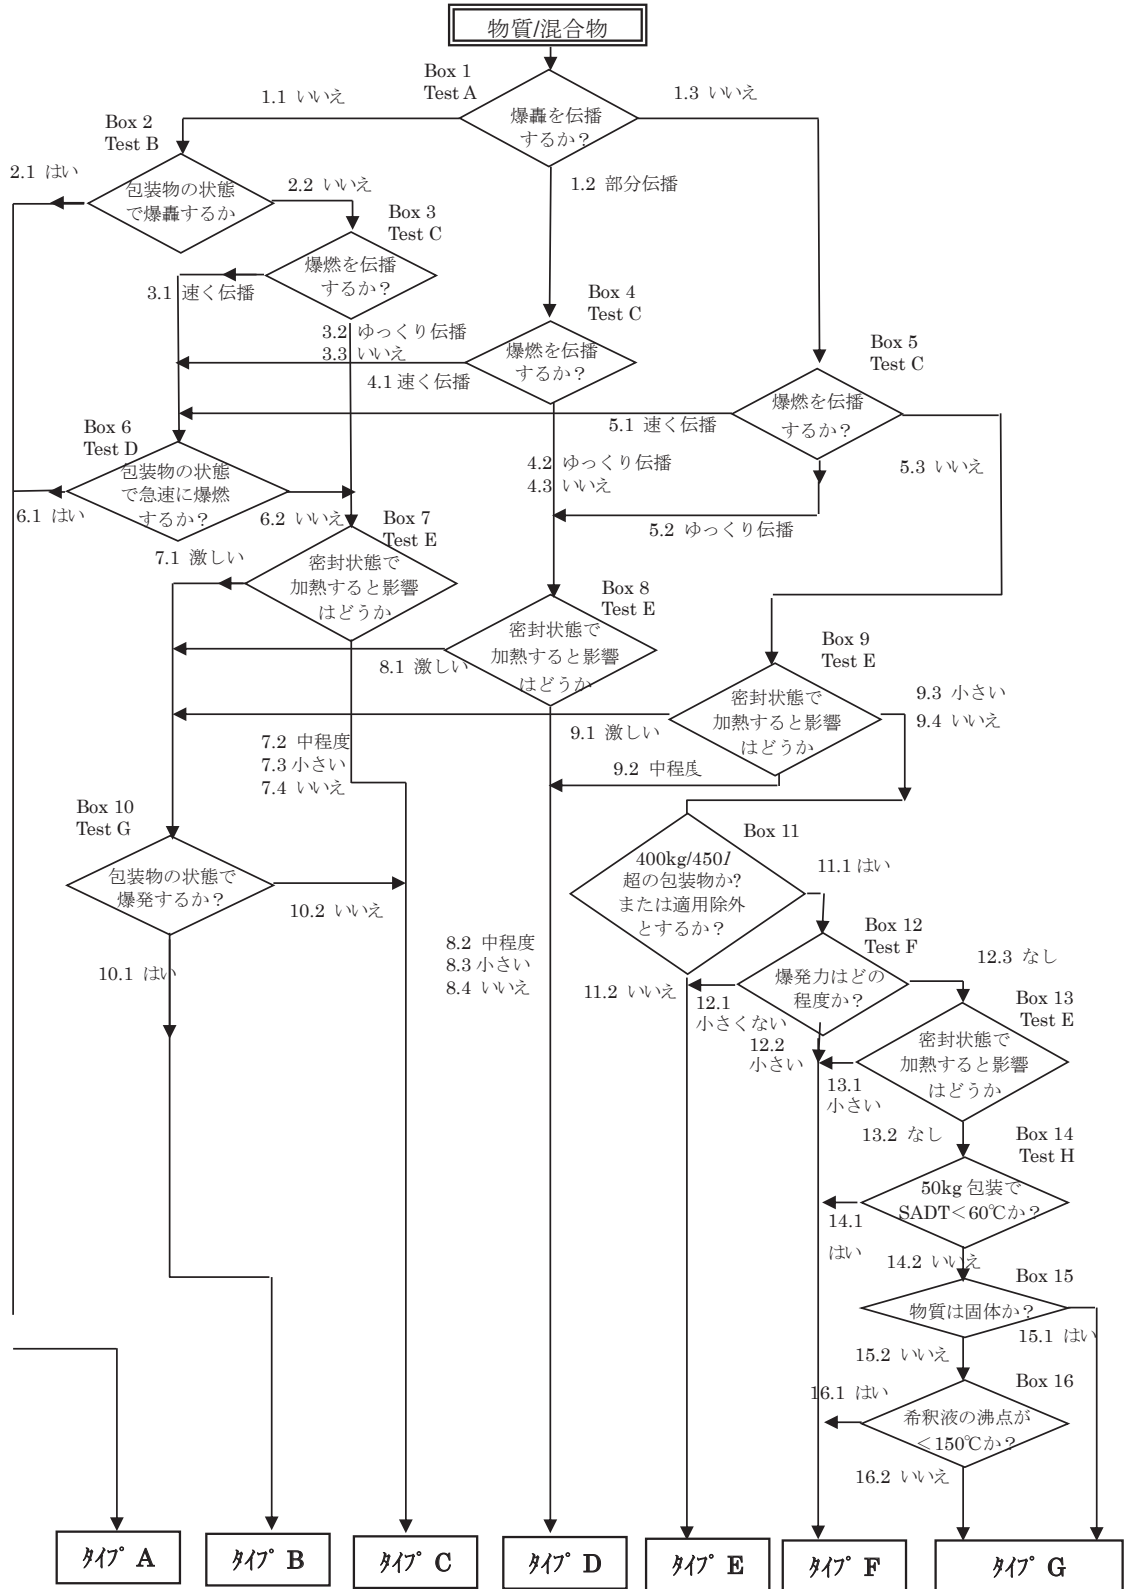 物質/混合物
Box 1
Test A
1.1 いいえ
1.3 いいえ
爆轟を伝播
するか？
Box 2
Test B
2.1 はい
包装物の状態
で爆轟するか
2.2 いいえ
1.2 部分伝播
Box 3
Test C
爆燃を伝播
するか？
3.1 速く伝播
Box 4
Test C
3.2 ゆっくり伝播
3.3 いいえ
爆燃を伝播
するか？
4.1 速く伝播
Box 5
Test C
爆燃を伝播
するか？
5.1 速く伝播
Box 6
Test D
包装物の状態
で急速に爆燃
するか？
4.2 ゆっくり伝播
4.3 いいえ
5.3 いいえ
6.1 はい
6.2 いいえ
5.2 ゆっくり伝播
Box 7
Test E
7.1 激しい
密封状態で
加熱すると影響
はどうか
Box 8
Test E
密封状態で
加熱すると影響
はどうか
8.1 激しい
Box 9
Test E
密封状態で
加熱すると影響
はどうか
9.3 小さい
9.4 いいえ
9.1 激しい
7.2 中程度
7.3 小さい
7.4 いいえ
9.2 中程度
Box 10
Test G
包装物の状態で
爆発するか？
10.2 いいえ
Box 11
400kg/450l
超の包装物か?
または適用除外
とするか？
11.1 はい
Box 12
Test F
8.2 中程度
8.3 小さい
8.4 いいえ
10.1 はい
爆発力はどの
程度か？
12.3 なし
11.2 いいえ
12.1
小さくない
12.2
小さい
Box 13
Test E
密封状態で
加熱すると影響
はどうか
13.1
小さい
13.2 なし
Box 14
Test H
50kg 包装で
SADT＜60℃か？
14.1
はい
14.2 いいえ
Box 15
物質は固体か？
15.1 はい
15.2 いいえ
Box 16
16.1 はい
希釈液の沸点が
＜150℃か？
16.2 いいえ
ﾀｲﾌﾟ A
ﾀｲﾌﾟ B
ﾀｲﾌﾟ C
ﾀｲﾌﾟ D
ﾀｲﾌﾟ E
ﾀｲﾌﾟ F
ﾀｲﾌﾟ G